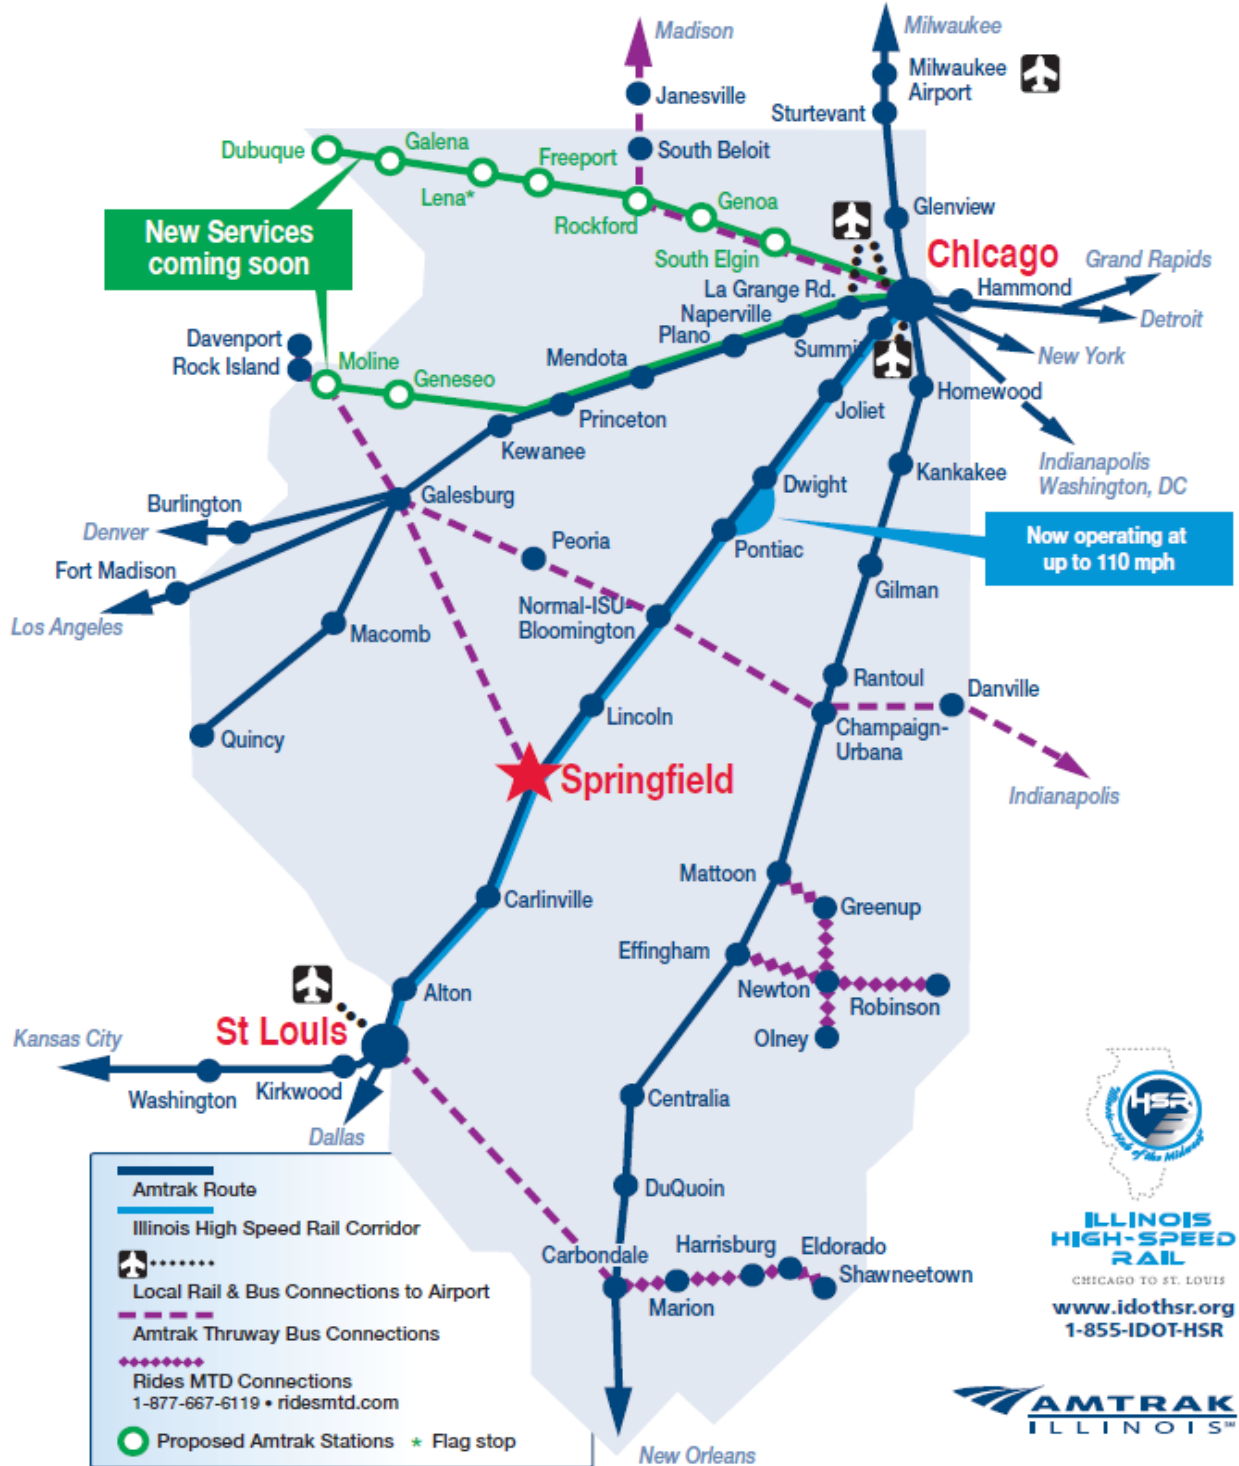 Madison
Milwaukee
Milwaukee
Airport
Janesville
Sturtevant
Dubuque
Galena
Freeport
South Beloit
Lena*
Genoa
Glenview
Rockford
New Services
coming soon
South Elgin
ChIcago
Grand Rapids
La Grange Rd.
Hammond
Naperville
Detroit
Davenport
Plano
Rock Island
Moline
Mendota
Summit
New York
Geneseo
Homewood
Joliet
Princeton
Kewanee
Kankakee
Indianapolis
Washington, DC
Dwight
Galesburg
Burlington
Denver
Peoria
Pontiac
Now operating at
up to 110 mph
Fort Madison
Gilman
Normal-ISU-
Bloomington
Los Angeles
Macomb
Rantoul
Danville
Lincoln
Champaign-
Urbana
Quincy
Springfield
Indianapolis
Mattoon
Carlinville
Greenup
Effingham
Alton
Newton
Robinson
St LouIs
Olney
Kansas City
Washington
Kirkwood
Centralia
Dallas
DuQuoin
Carbondale
Harrisburg
Eldorado
Shawneetown
Marion
New Orleans
Amtrak Route
Illinois High Speed Rail Corridor
Local Rail & Bus Connections to Airport
Amtrak Thruway Bus Connections
Rides MTD Connections
1-877-667-6119 • ridesmtd.com
Proposed Amtrak Stations * Flag stop
HSR
Illinois - Hub of the Midwest
ILLINOIS
HIGH-SPEED
RAIL
CHICAGO TO ST. LOUIS
www.idothsr.org
1-855-IDOT-HSR
AMTRAK
ILLINOIS℠